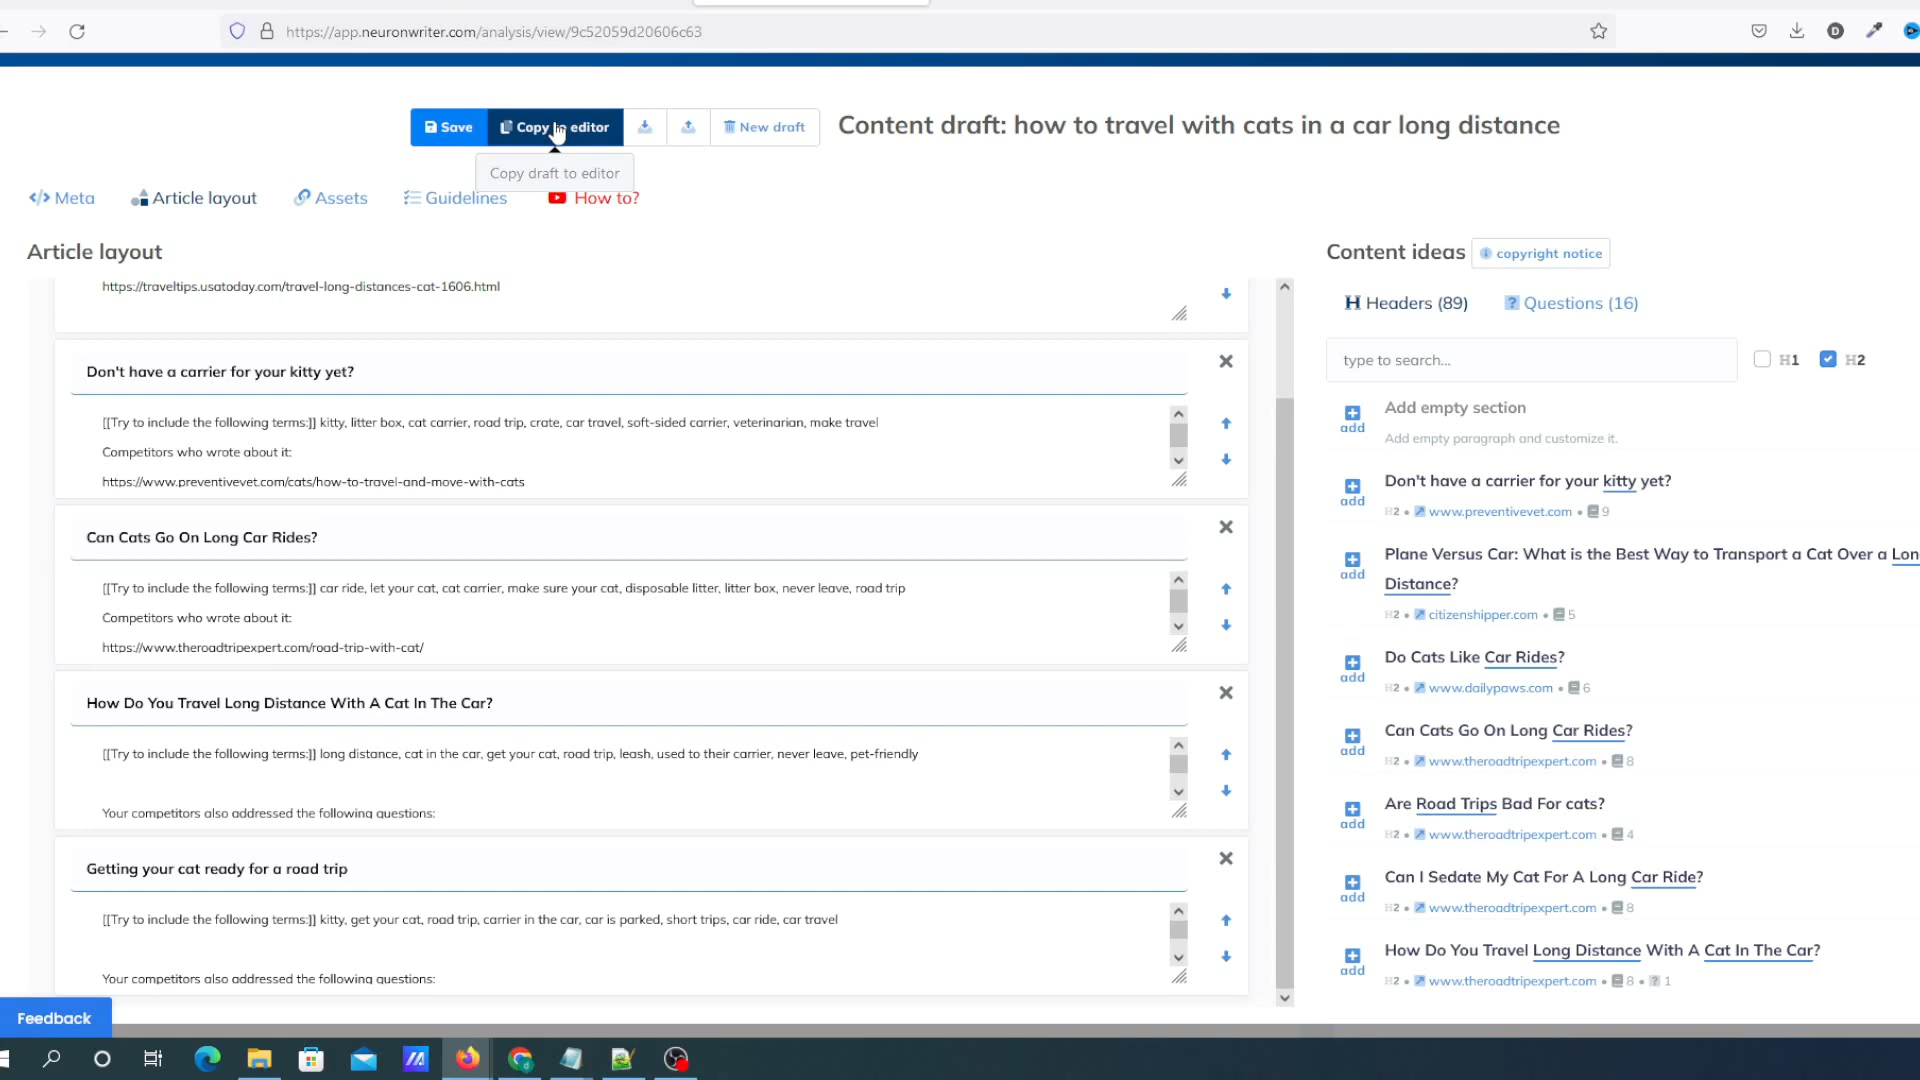 https://app.neuronwriter.com/analysis/view/9c52059d20606c63
D
Save
Copy to editor
New draft
Content draft: how to travel with cats in a car long distance
Copy draft to editor
</> Meta
Article layout
Assets
Guidelines
How to?
Article layout
https://traveltips.usatoday.com/travel-long-distances-cat-1606.html
Don't have a carrier for your kitty yet?
[[Try to include the following terms:]] kitty, litter box, cat carrier, road trip, crate, car travel, soft-sided carrier, veterinarian, make travel
Competitors who wrote about it:
https://www.preventivevet.com/cats/how-to-travel-and-move-with-cats
Can Cats Go On Long Car Rides?
[[Try to include the following terms:]] car ride, let your cat, cat carrier, make sure your cat, disposable litter, litter box, never leave, road trip
Competitors who wrote about it:
https://www.theroadtripexpert.com/road-trip-with-cat/
How Do You Travel Long Distance With A Cat In The Car?
[[Try to include the following terms:]] long distance, cat in the car, get your cat, road trip, leash, used to their carrier, never leave, pet-friendly
Your competitors also addressed the following questions:
Getting your cat ready for a road trip
[[Try to include the following terms:]] kitty, get your cat, road trip, carrier in the car, car is parked, short trips, car ride, car travel
Your competitors also addressed the following questions:
Content ideas
copyright notice
H Headers (89)
? Questions (16)
type to search...
H1
H2
add
Add empty section
Add empty paragraph and customize it.
add
Don't have a carrier for your kitty yet?
H2 • www.preventivevet.com • 9
add
Plane Versus Car: What is the Best Way to Transport a Cat Over a Lon
Distance?
H2 • citizenshipper.com • 5
add
Do Cats Like Car Rides?
H2 • www.dailypaws.com • 6
add
Can Cats Go On Long Car Rides?
H2 • www.theroadtripexpert.com • 8
add
Are Road Trips Bad For cats?
H2 • www.theroadtripexpert.com • 4
add
Can I Sedate My Cat For A Long Car Ride?
H2 • www.theroadtripexpert.com • 8
add
How Do You Travel Long Distance With A Cat In The Car?
H2 • www.theroadtripexpert.com • 8 • ? 1
Feedback